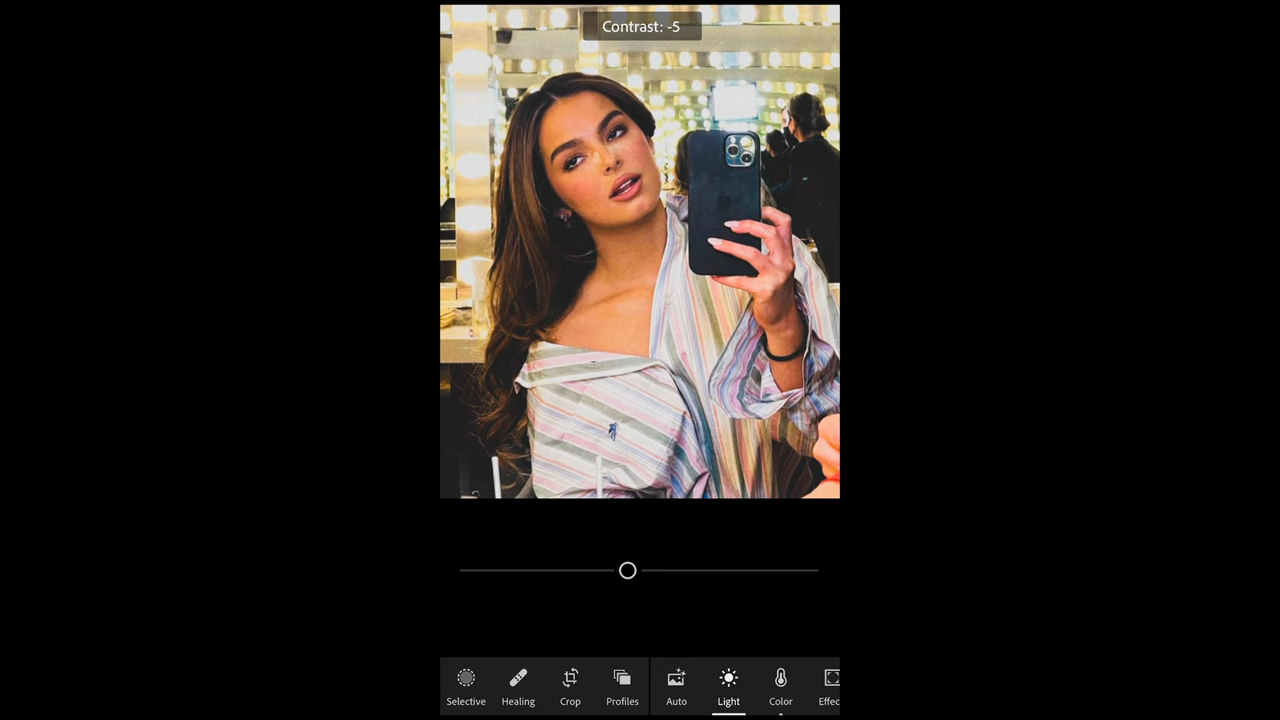 Contrast: -5
Selective
Healing
Crop
Profiles
Auto
Light
Color
Effec